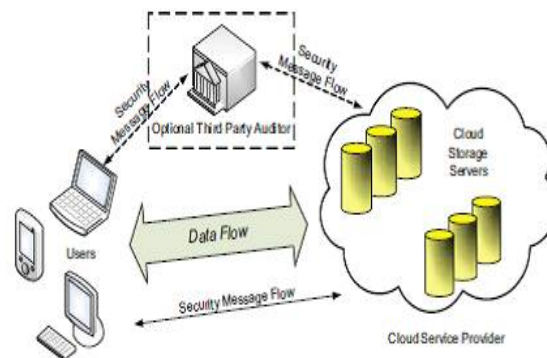 Security
Message Flow
Security
Message Flow
Optional Third Party Auditor
Cloud
Storage
Servers
Users
Data Flow
Security Message Flow
Cloud Service Provider